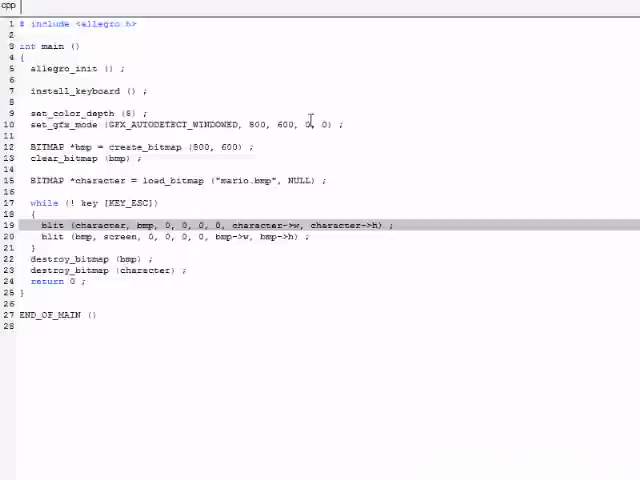 cpp
1 # include <allegro.h>
2
3 int main ()
4 {
5 allegro_init () ;
6
7 install_keyboard () ;
8
9 set_color_depth (8) ;
10 set_gfx_mode (GFX_AUTODETECT_WINDOWED, 800, 600, 0, 0) ;
11
12 BITMAP *bmp = create_bitmap (800, 600) ;
13 clear_bitmap (bmp) ;
14
15 BITMAP *character = load_bitmap ("mario.bmp", NULL) ;
16
17 while (! key [KEY_ESC])
18 {
19 blit (character, bmp, 0, 0, 0, 0, character->w, character->h) ;
20 blit (bmp, screen, 0, 0, 0, 0, bmp->w, bmp->h) ;
21 }
22 destroy_bitmap (bmp) ;
23 destroy_bitmap (character) ;
24 return 0 ;
25 }
26
27 END_OF_MAIN ()
28